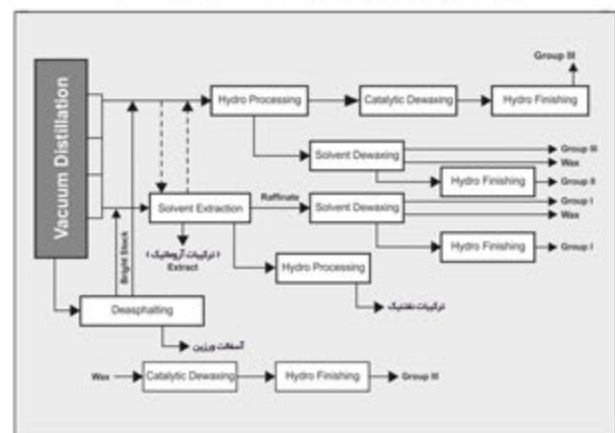 Group III
Hydro Processing
Catalytic Dewaxing
Hydro Finishing
Vacuum Distillation
Solvent Dewaxing
Group III
Wax
Hydro Finishing
Group II
Solvent Extraction
Raffinate
Solvent Dewaxing
Group I
Wax
Hydro Finishing
Group I
Bright Stock
(ترکیبات آروماتیک)
Extract
Hydro Processing
ترکیبات نفتنیک
Deasphalting
آسفالت ورزین
Wax
Catalytic Dewaxing
Hydro Finishing
Group III